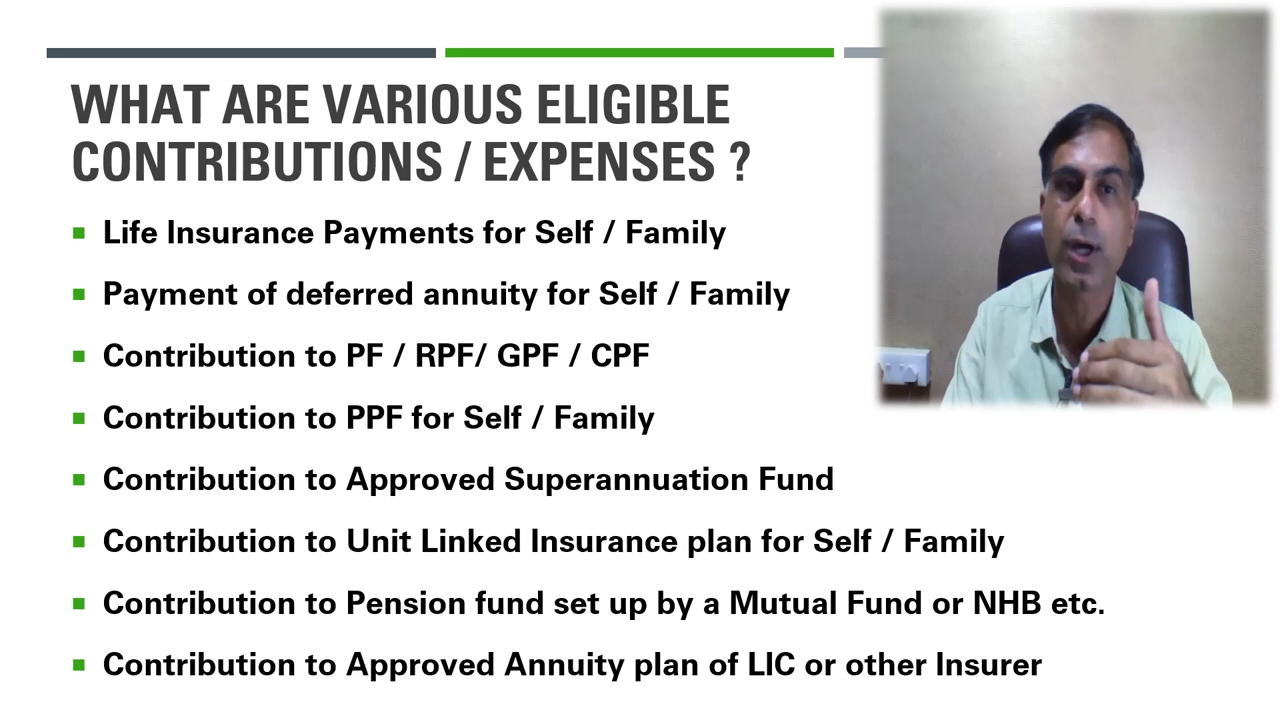 WHAT ARE VARIOUS ELIGIBLE
CONTRIBUTIONS / EXPENSES ?
Life Insurance Payments for Self / Family
Payment of deferred annuity for Self / Family
Contribution to PF / RPF/ GPF / CPF
Contribution to PPF for Self / Family
Contribution to Approved Superannuation Fund
Contribution to Unit Linked Insurance plan for Self / Family
Contribution to Pension fund set up by a Mutual Fund or NHB etc.
Contribution to Approved Annuity plan of LIC or other Insurer